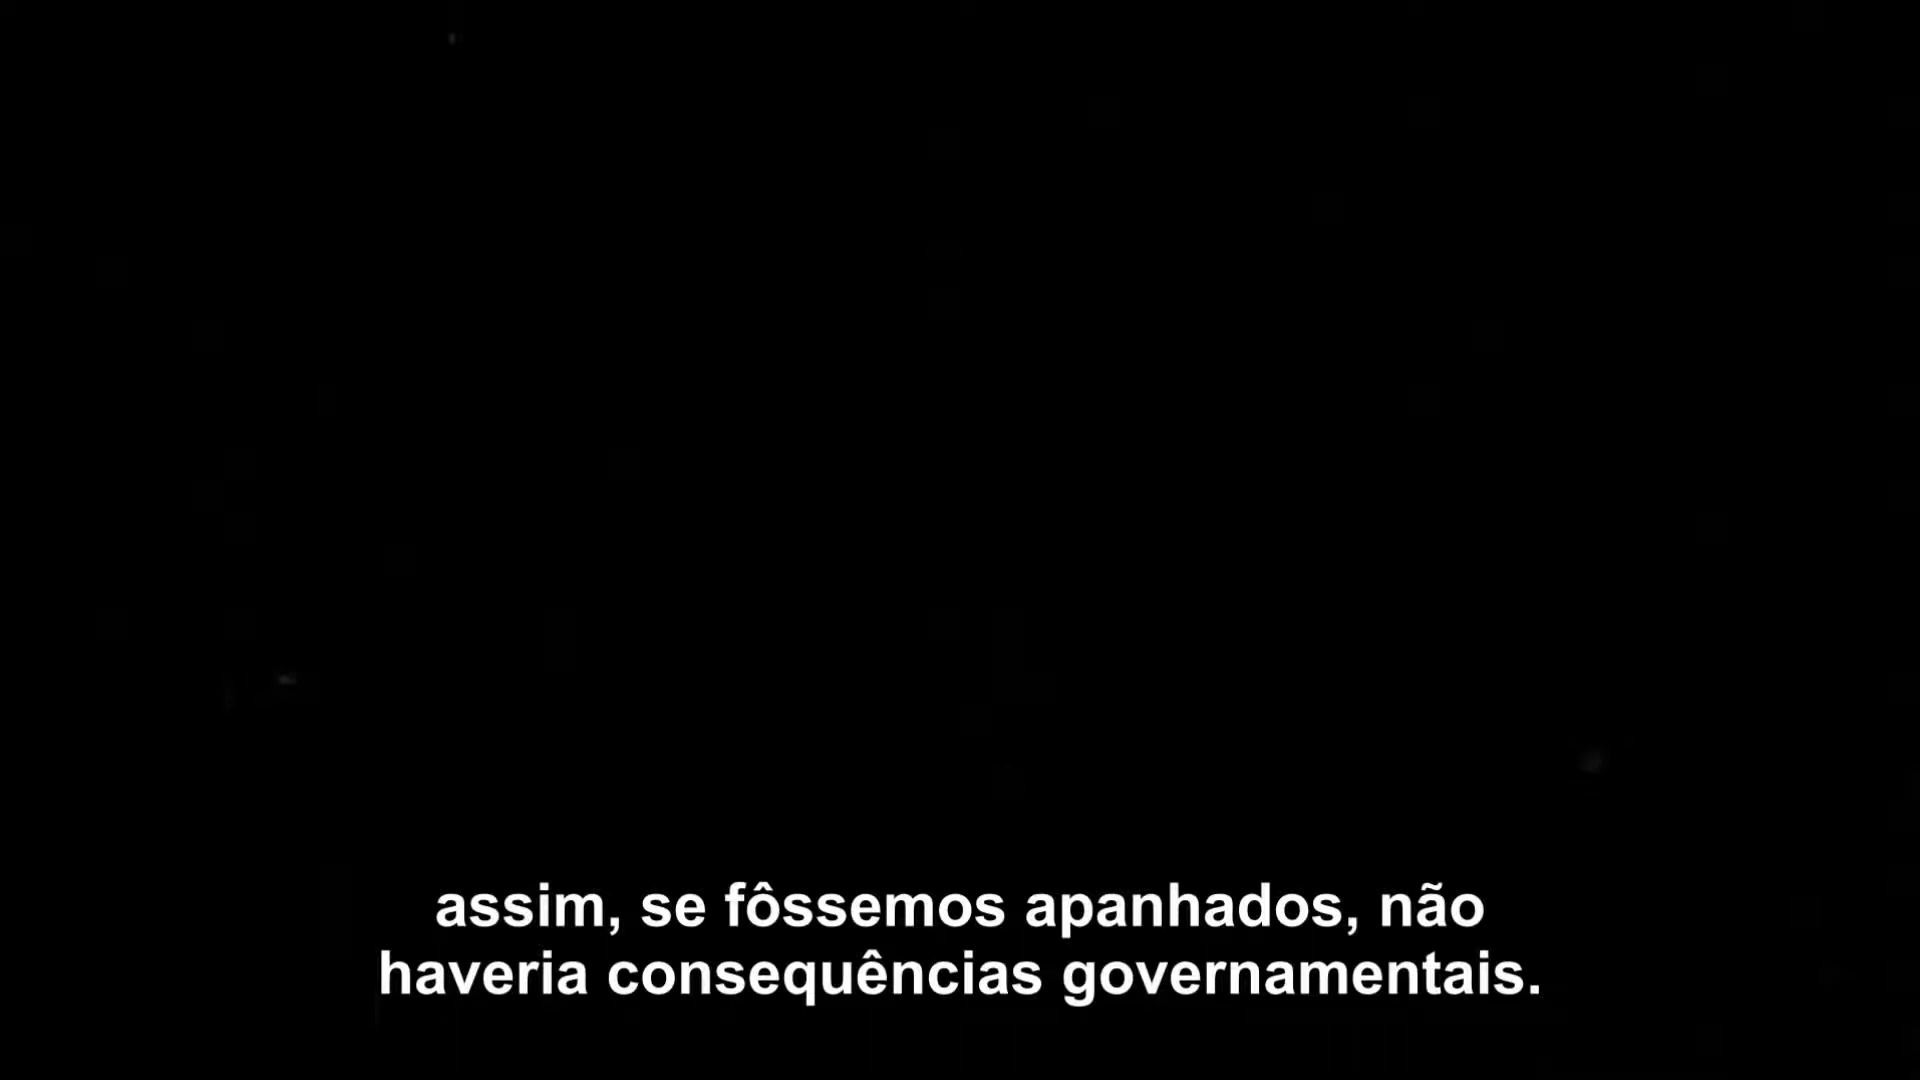 assim, se fôssemos apanhados, não
haveria consequências governamentais.